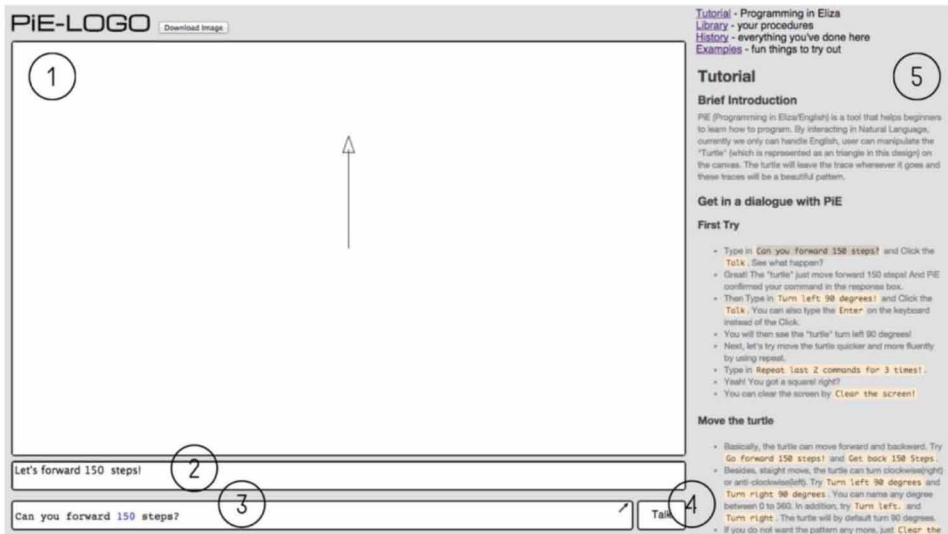 PiE-LOGO
Download Image
1
Let's forward 150 steps!
2
Can you forward 150 steps?
3
Talk
4
Tutorial - Programming in Eliza
Library - your procedures
History - everything you've done here
Examples - fun things to try out
5
Tutorial
Brief Introduction
PiE (Programming in Eliza/English) is a tool that helps beginners
to learn how to program. By interacting in Natural Language,
currently we only can handle English, user can manipulate the
"Turtle" (which is represented as an triangle in this design) on
the canvas. The turtle will leave the trace whereever it goes and
these traces will be a beautiful pattern.
Get in a dialogue with PiE
First Try
Type in Can you forward 150 steps? and Click the
Talk. See what happen?
Great! The "turtle" just move forward 150 steps! And PiE
confirmed your command in the response box.
Then Type in Turn left 90 degrees! and Click the
Talk. You can also type the Enter on the keyboard
instead of the Click.
You will then see the "turtle" turn left 90 degrees!
Next, let's try move the turtle quicker and more fluently
by using repeat.
Type in Repeat last 2 commands for 3 times!.
Yeah! You got a square! right?
You can clear the screen by Clear the screen!
Move the turtle
Basically, the turtle can move forward and backward. Try
Go forward 150 steps! and Get back 150 Steps.
Besides, staight move, the turtle can turn clockwise(right)
or anti-clockwise(left). Try Turn left 90 degrees and
Turn right 90 degrees. You can name any degree
between 0 to 360. In addition, try Turn left. and
Turn right. The turtle will by default turn 90 degrees.
If you do not want the pattern any more, just Clear the